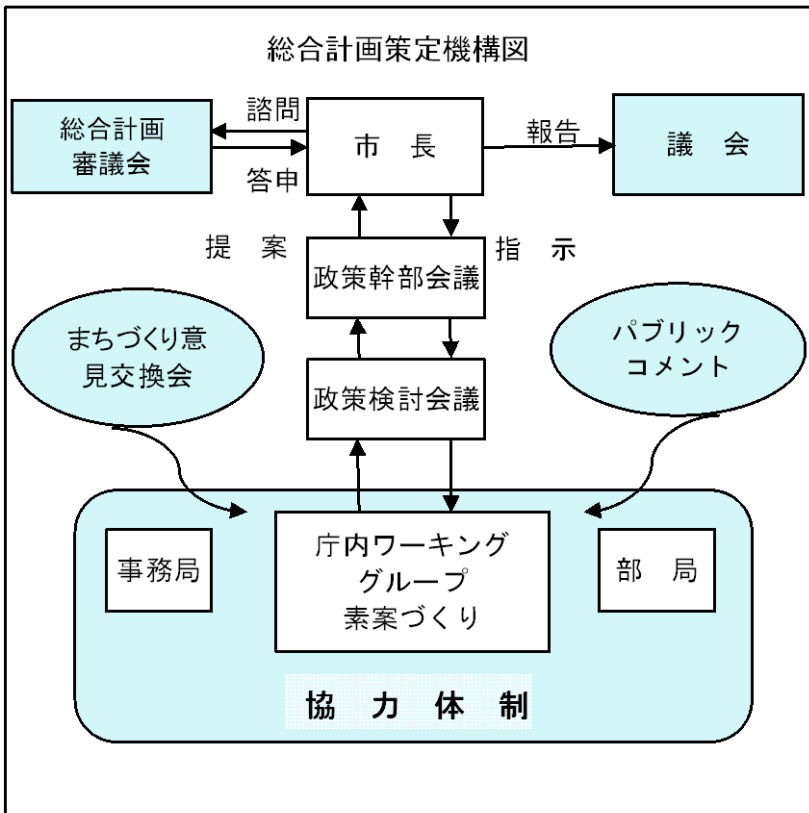 総合計画策定機構図
諮問
総合計画
審議会
市　長
報告
議　会
答申
提　案
指　示
政策幹部会議
まちづくり意
見交換会
パブリック
コメント
政策検討会議
事務局
庁内ワーキング
グループ
素案づくり
部　局
協　力　体　制